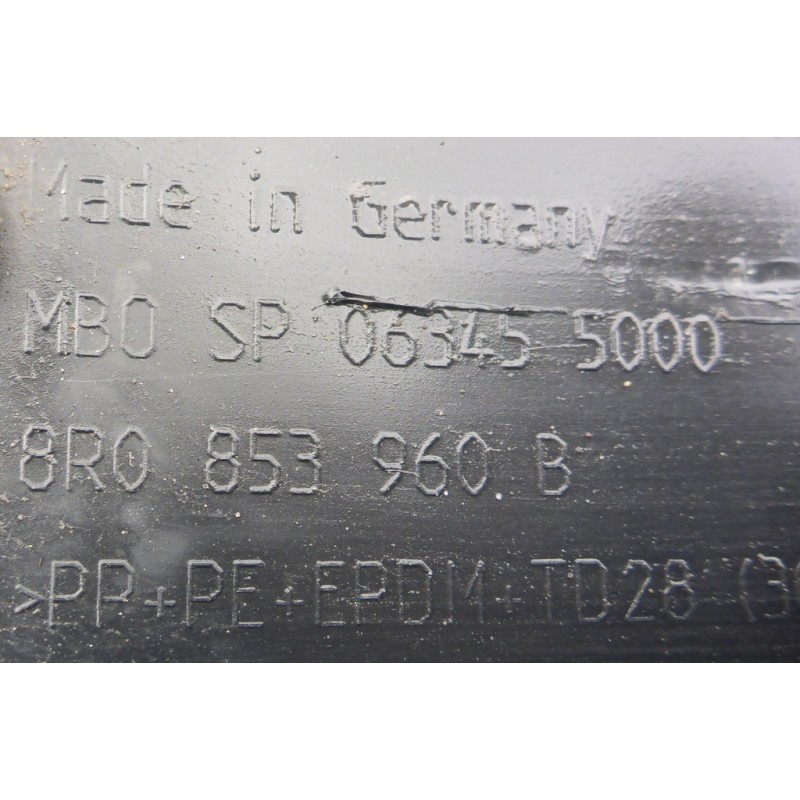 Made in Germany
MBO SP 06345 5000
8R0 853 960 B
>PP+PE+EPDM+TD28